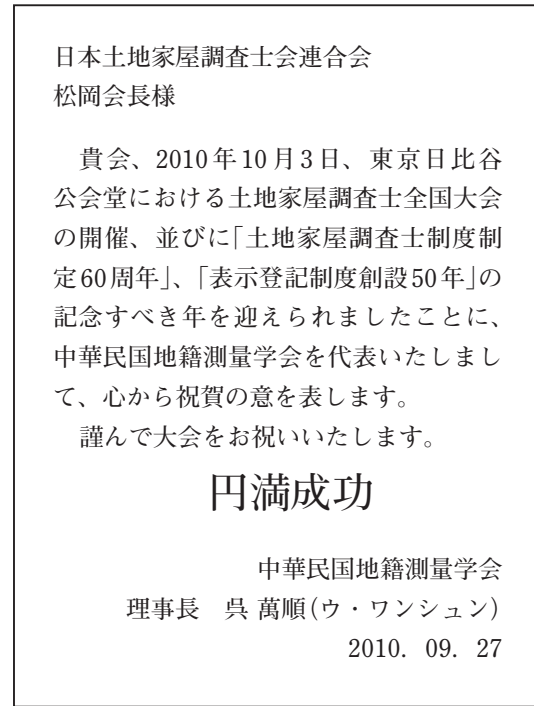 日本土地家屋調査士会連合会
松岡会長様
貴会、2010年10月3日、東京日比谷
公会堂における土地家屋調査士全国大会
の開催、並びに｢土地家屋調査士制度制
定60周年｣、｢表示登記制度創設50年｣の
記念すべき年を迎えられましたことに、
中華民国地籍測量学会を代表いたしまし
て、心から祝賀の意を表します。
謹んで大会をお祝いいたします。
円満成功
中華民国地籍測量学会
理事長　呉 萬順(ウ・ワンシュン)
2010. 09. 27